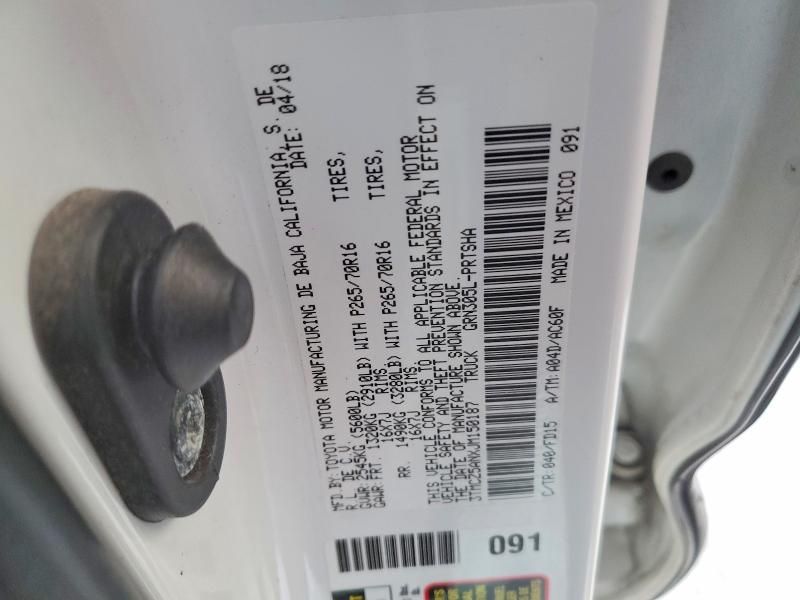 MFD.BY: TOYOTA MOTOR MANUFACTURING DE BAJA CALIFORNIA, S. DE
R.L. DE C.V. DATE: 04/18
GVWR: 2545KG (5600LB)
GAWR: FRT. 1320KG (2910LB) WITH P265/70R16 TIRES,
16X7J RIMS,
RR. 1490KG (3280LB) WITH P265/70R16 TIRES,
16X7J RIMS.
THIS VEHICLE CONFORMS TO ALL APPLICABLE FEDERAL MOTOR
VEHICLE SAFETY AND THEFT PREVENTION STANDARDS IN EFFECT ON
THE DATE OF MANUFACTURE SHOWN ABOVE.
3TMCZ5ANXJM150187 TRUCK GRN305L-PRTSHA
C/TR: 040/FD15 A/TM: A04D/AC60F MADE IN MEXICO 091
091